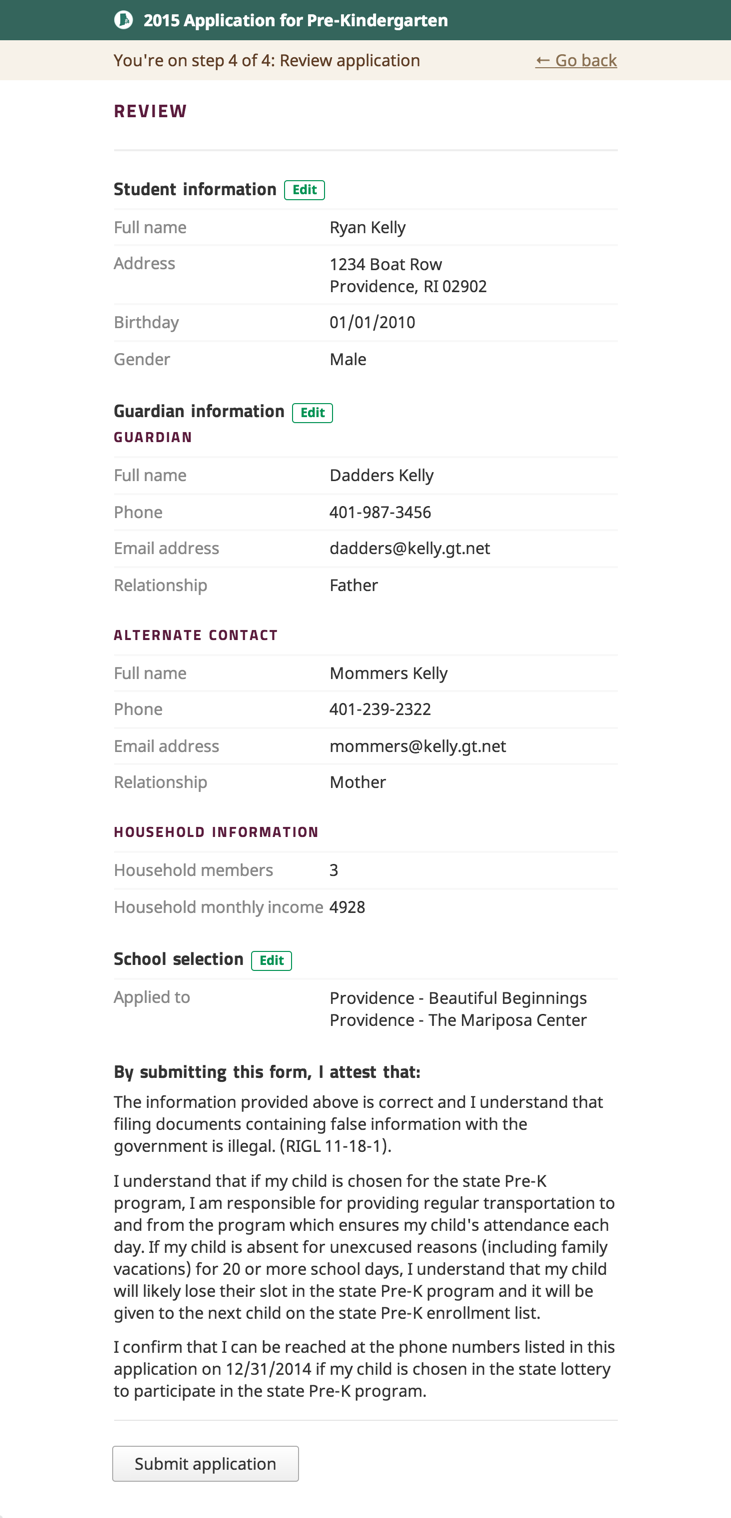 2015 Application for Pre-Kindergarten
You're on step 4 of 4: Review application ← Go back
REVIEW
Student information Edit
Full name Ryan Kelly
Address 1234 Boat Row
Providence, RI 02902
Birthday 01/01/2010
Gender Male
Guardian information Edit
GUARDIAN
Full name Dadders Kelly
Phone 401-987-3456
Email address dadders@kelly.gt.net
Relationship Father
ALTERNATE CONTACT
Full name Mommers Kelly
Phone 401-239-2322
Email address mommers@kelly.gt.net
Relationship Mother
HOUSEHOLD INFORMATION
Household members 3
Household monthly income 4928
School selection Edit
Applied to Providence - Beautiful Beginnings
Providence - The Mariposa Center
By submitting this form, I attest that:
The information provided above is correct and I understand that
filing documents containing false information with the
government is illegal. (RIGL 11-18-1).
I understand that if my child is chosen for the state Pre-K
program, I am responsible for providing regular transportation to
and from the program which ensures my child's attendance each
day. If my child is absent for unexcused reasons (including family
vacations) for 20 or more school days, I understand that my child
will likely lose their slot in the state Pre-K program and it will be
given to the next child on the state Pre-K enrollment list.
I confirm that I can be reached at the phone numbers listed in this
application on 12/31/2014 if my child is chosen in the state lottery
to participate in the state Pre-K program.
Submit application